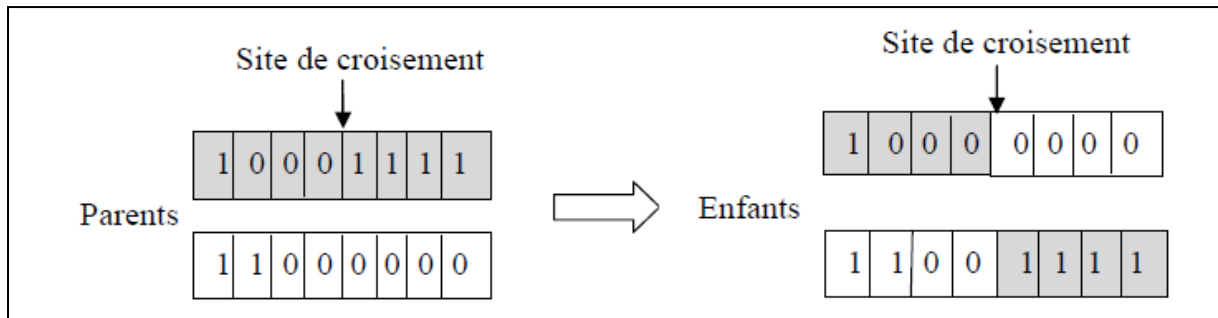 Site de croisement
1 0 0 0 1 1 1 1
Parents
1 1 0 0 0 0 0 0
Site de croisement
1 0 0 0 0 0 0 0
Enfants
1 1 0 0 1 1 1 1